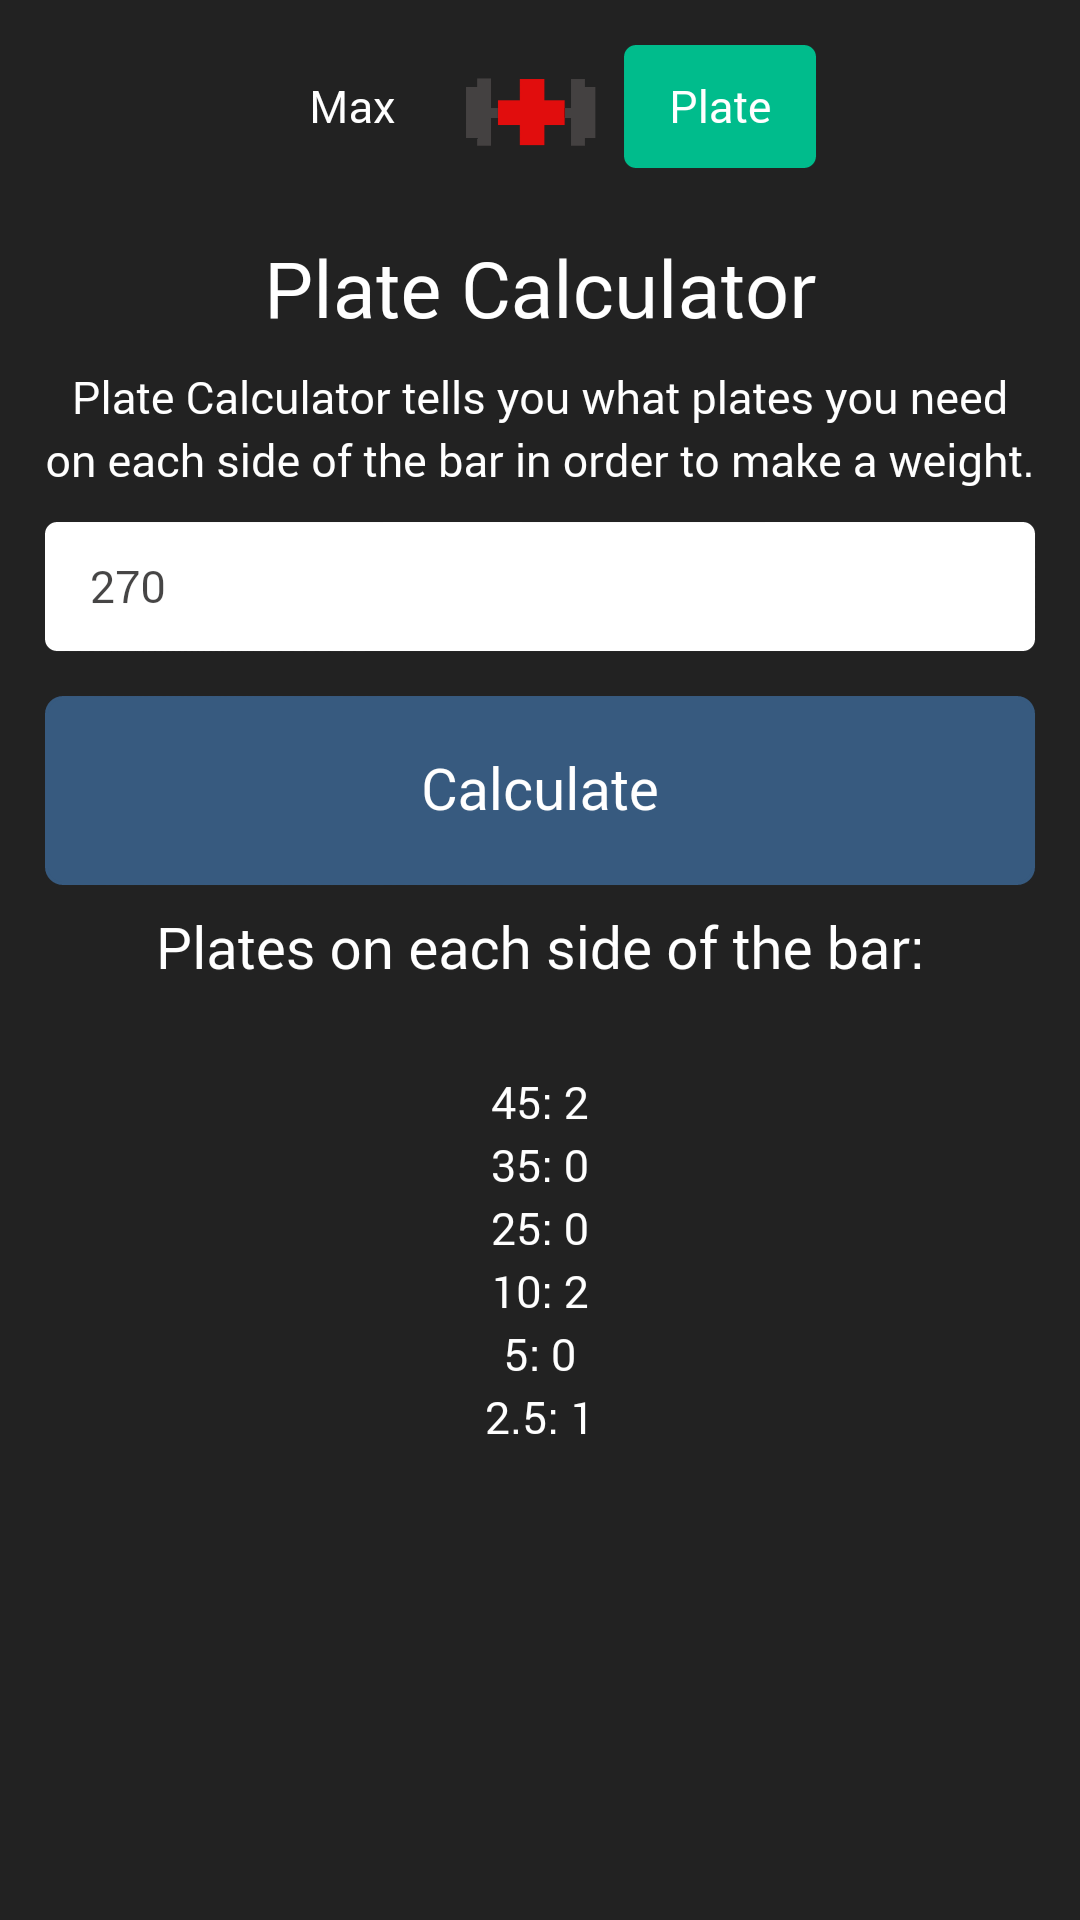 Max Plate
Plate Calculator
Plate Calculator tells you what plates you need
on each side of the bar in order to make a weight.
270
Calculate
Plates on each side of the bar:
45: 2
35: 0
25: 0
10: 2
5: 0
2.5: 1